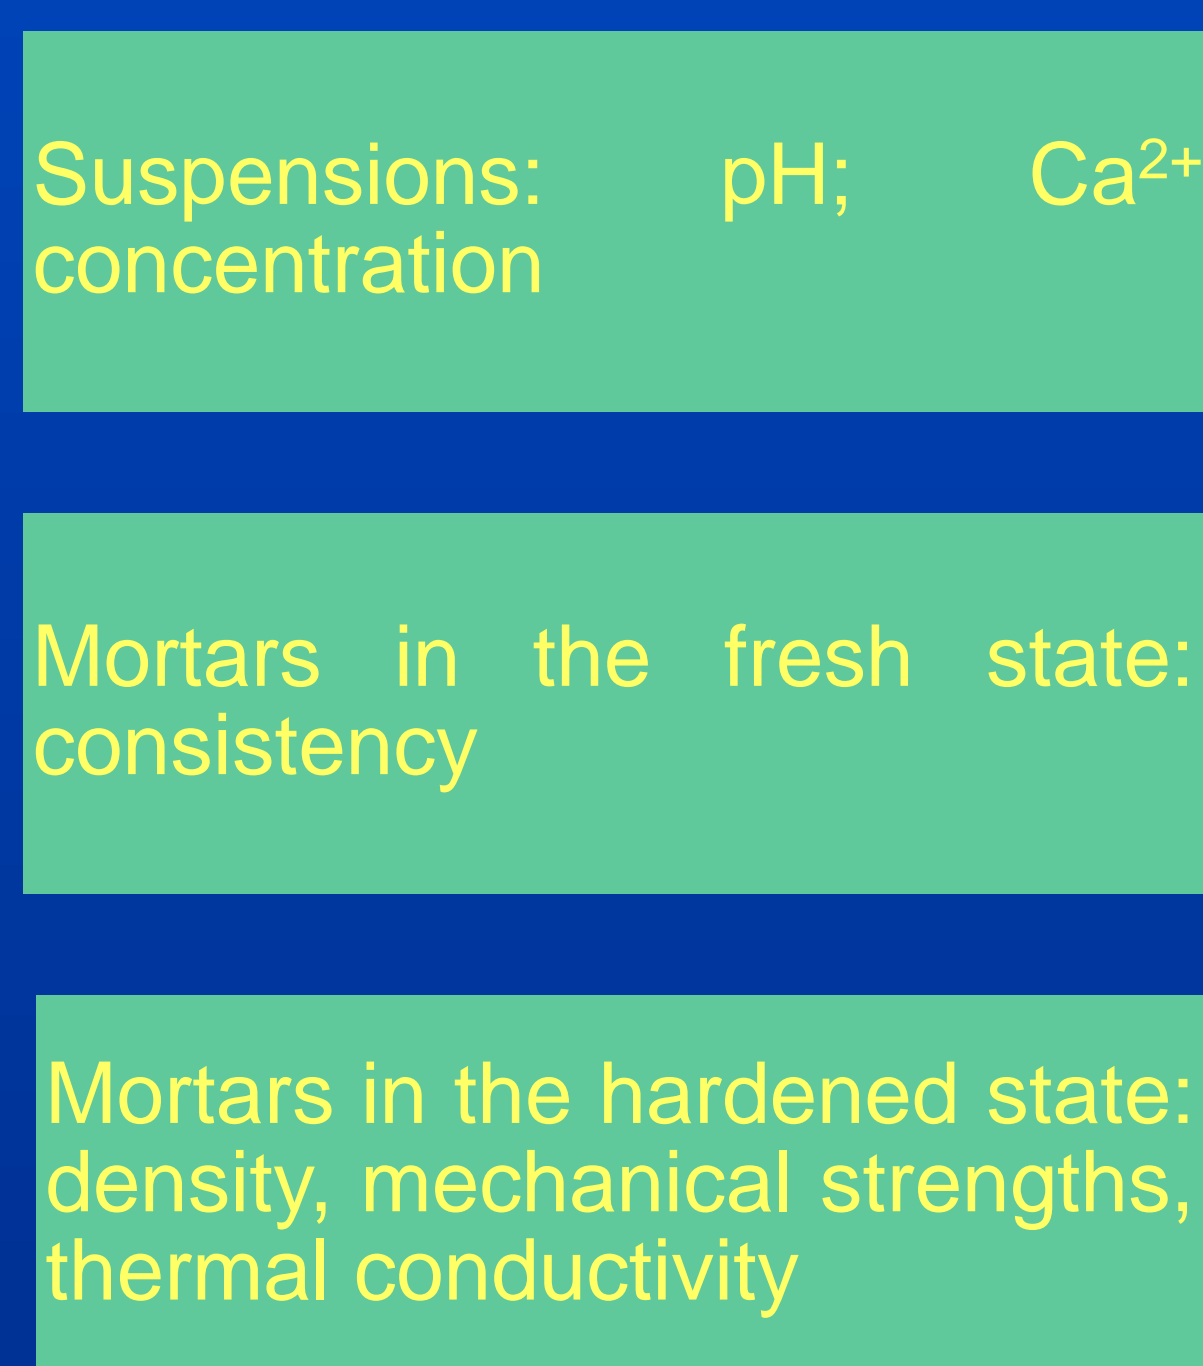 Suspensions: pH; Ca²⁺
concentration
Mortars in the fresh state:
consistency
Mortars in the hardened state:
density, mechanical strengths,
thermal conductivity